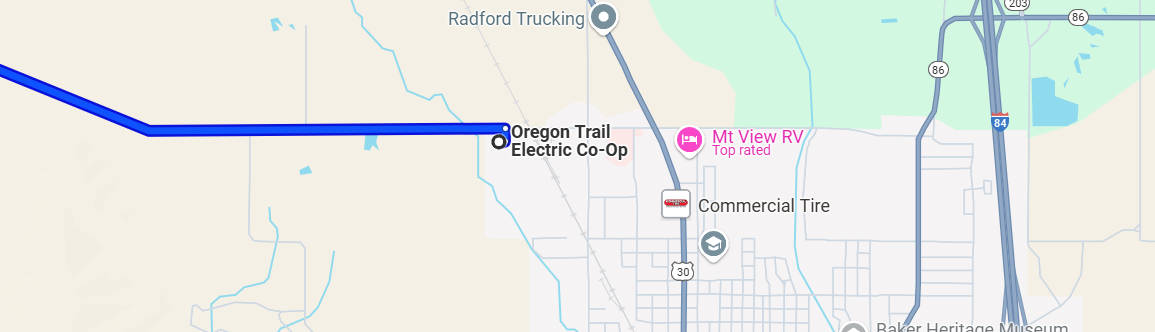 203
Radford Trucking
86
86
84
Oregon Trail
Electric Co-Op
Mt View RV
Top rated
Commercial Tire
30
Baker Heritage Museum